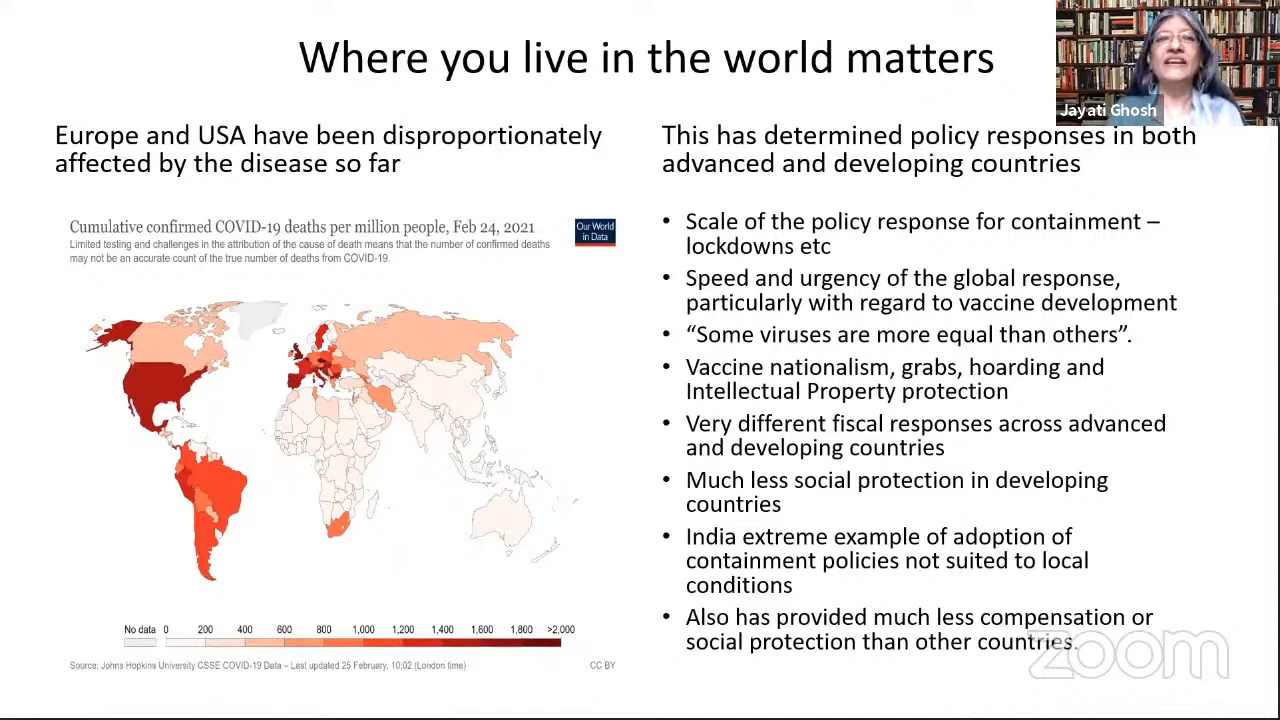 Where you live in the world matters
Jayati Ghosh
Europe and USA have been disproportionately
affected by the disease so far
Cumulative confirmed COVID-19 deaths per million people, Feb 24, 2021
Limited testing and challenges in the attribution of the cause of death means that the number of confirmed deaths
may not be an accurate count of the true number of deaths from COVID-19.
Our World
in Data
No data 0 200 400 600 800 1,000 1,200 1,400 1,600 1,800 >2,000
Source: Johns Hopkins University CSSE COVID-19 Data – Last updated 25 February, 10:02 (London time)
CC BY
This has determined policy responses in both
advanced and developing countries
• Scale of the policy response for containment –
lockdowns etc
• Speed and urgency of the global response,
particularly with regard to vaccine development
• “Some viruses are more equal than others”.
• Vaccine nationalism, grabs, hoarding and
Intellectual Property protection
• Very different fiscal responses across advanced
and developing countries
• Much less social protection in developing
countries
• India extreme example of adoption of
containment policies not suited to local
conditions
• Also has provided much less compensation or
social protection than other countries.
zoom